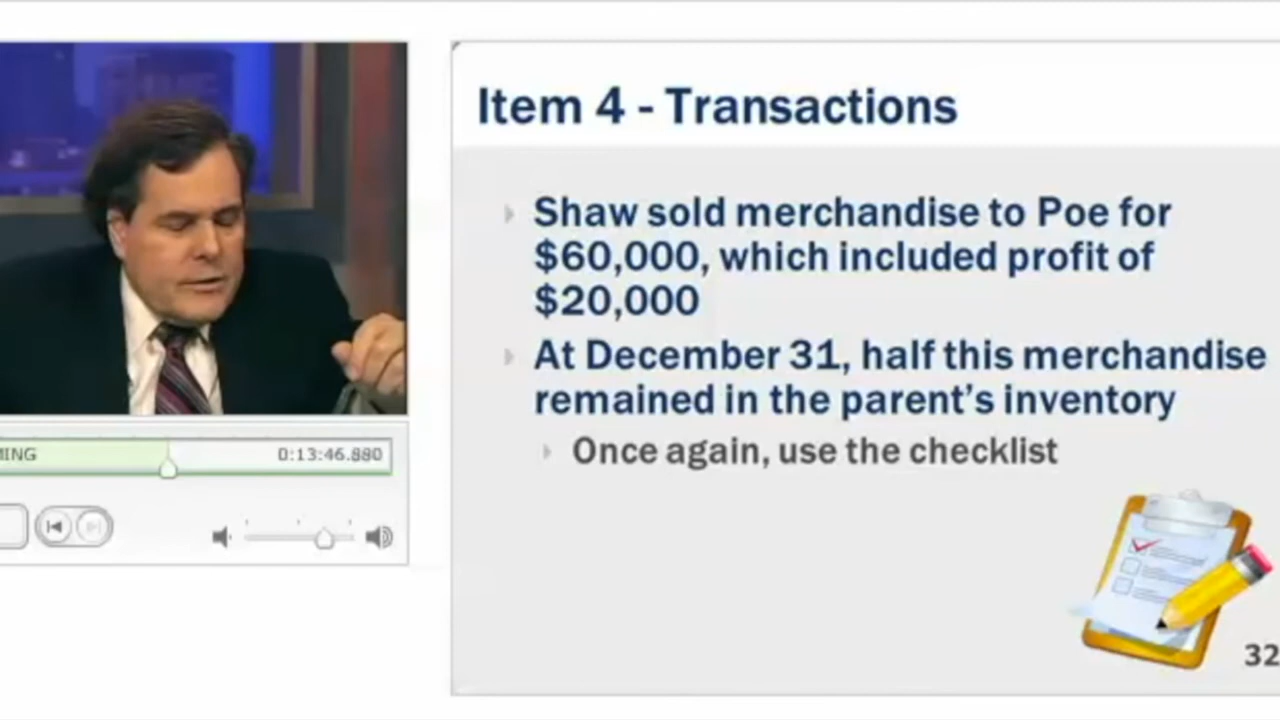 Item 4 - Transactions
Shaw sold merchandise to Poe for
$60,000, which included profit of
$20,000
At December 31, half this merchandise
remained in the parent's inventory
Once again, use the checklist
32
0:13:46.880